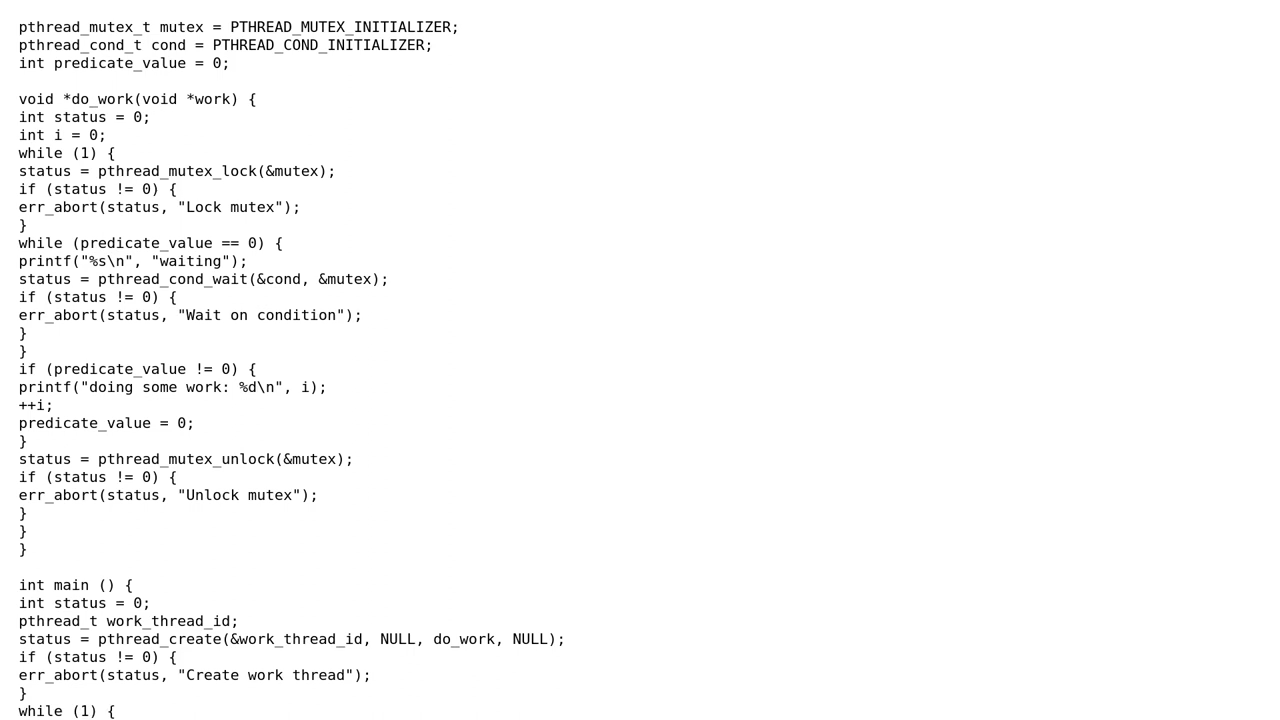 pthread_mutex_t mutex = PTHREAD_MUTEX_INITIALIZER;
pthread_cond_t cond = PTHREAD_COND_INITIALIZER;
int predicate_value = 0;

void *do_work(void *work) {
int status = 0;
int i = 0;
while (1) {
status = pthread_mutex_lock(&mutex);
if (status != 0) {
err_abort(status, "Lock mutex");
}
while (predicate_value == 0) {
printf("%s\n", "waiting");
status = pthread_cond_wait(&cond, &mutex);
if (status != 0) {
err_abort(status, "Wait on condition");
}
}
if (predicate_value != 0) {
printf("doing some work: %d\n", i);
++i;
predicate_value = 0;
}
status = pthread_mutex_unlock(&mutex);
if (status != 0) {
err_abort(status, "Unlock mutex");
}
}
}

int main () {
int status = 0;
pthread_t work_thread_id;
status = pthread_create(&work_thread_id, NULL, do_work, NULL);
if (status != 0) {
err_abort(status, "Create work thread");
}
while (1) {